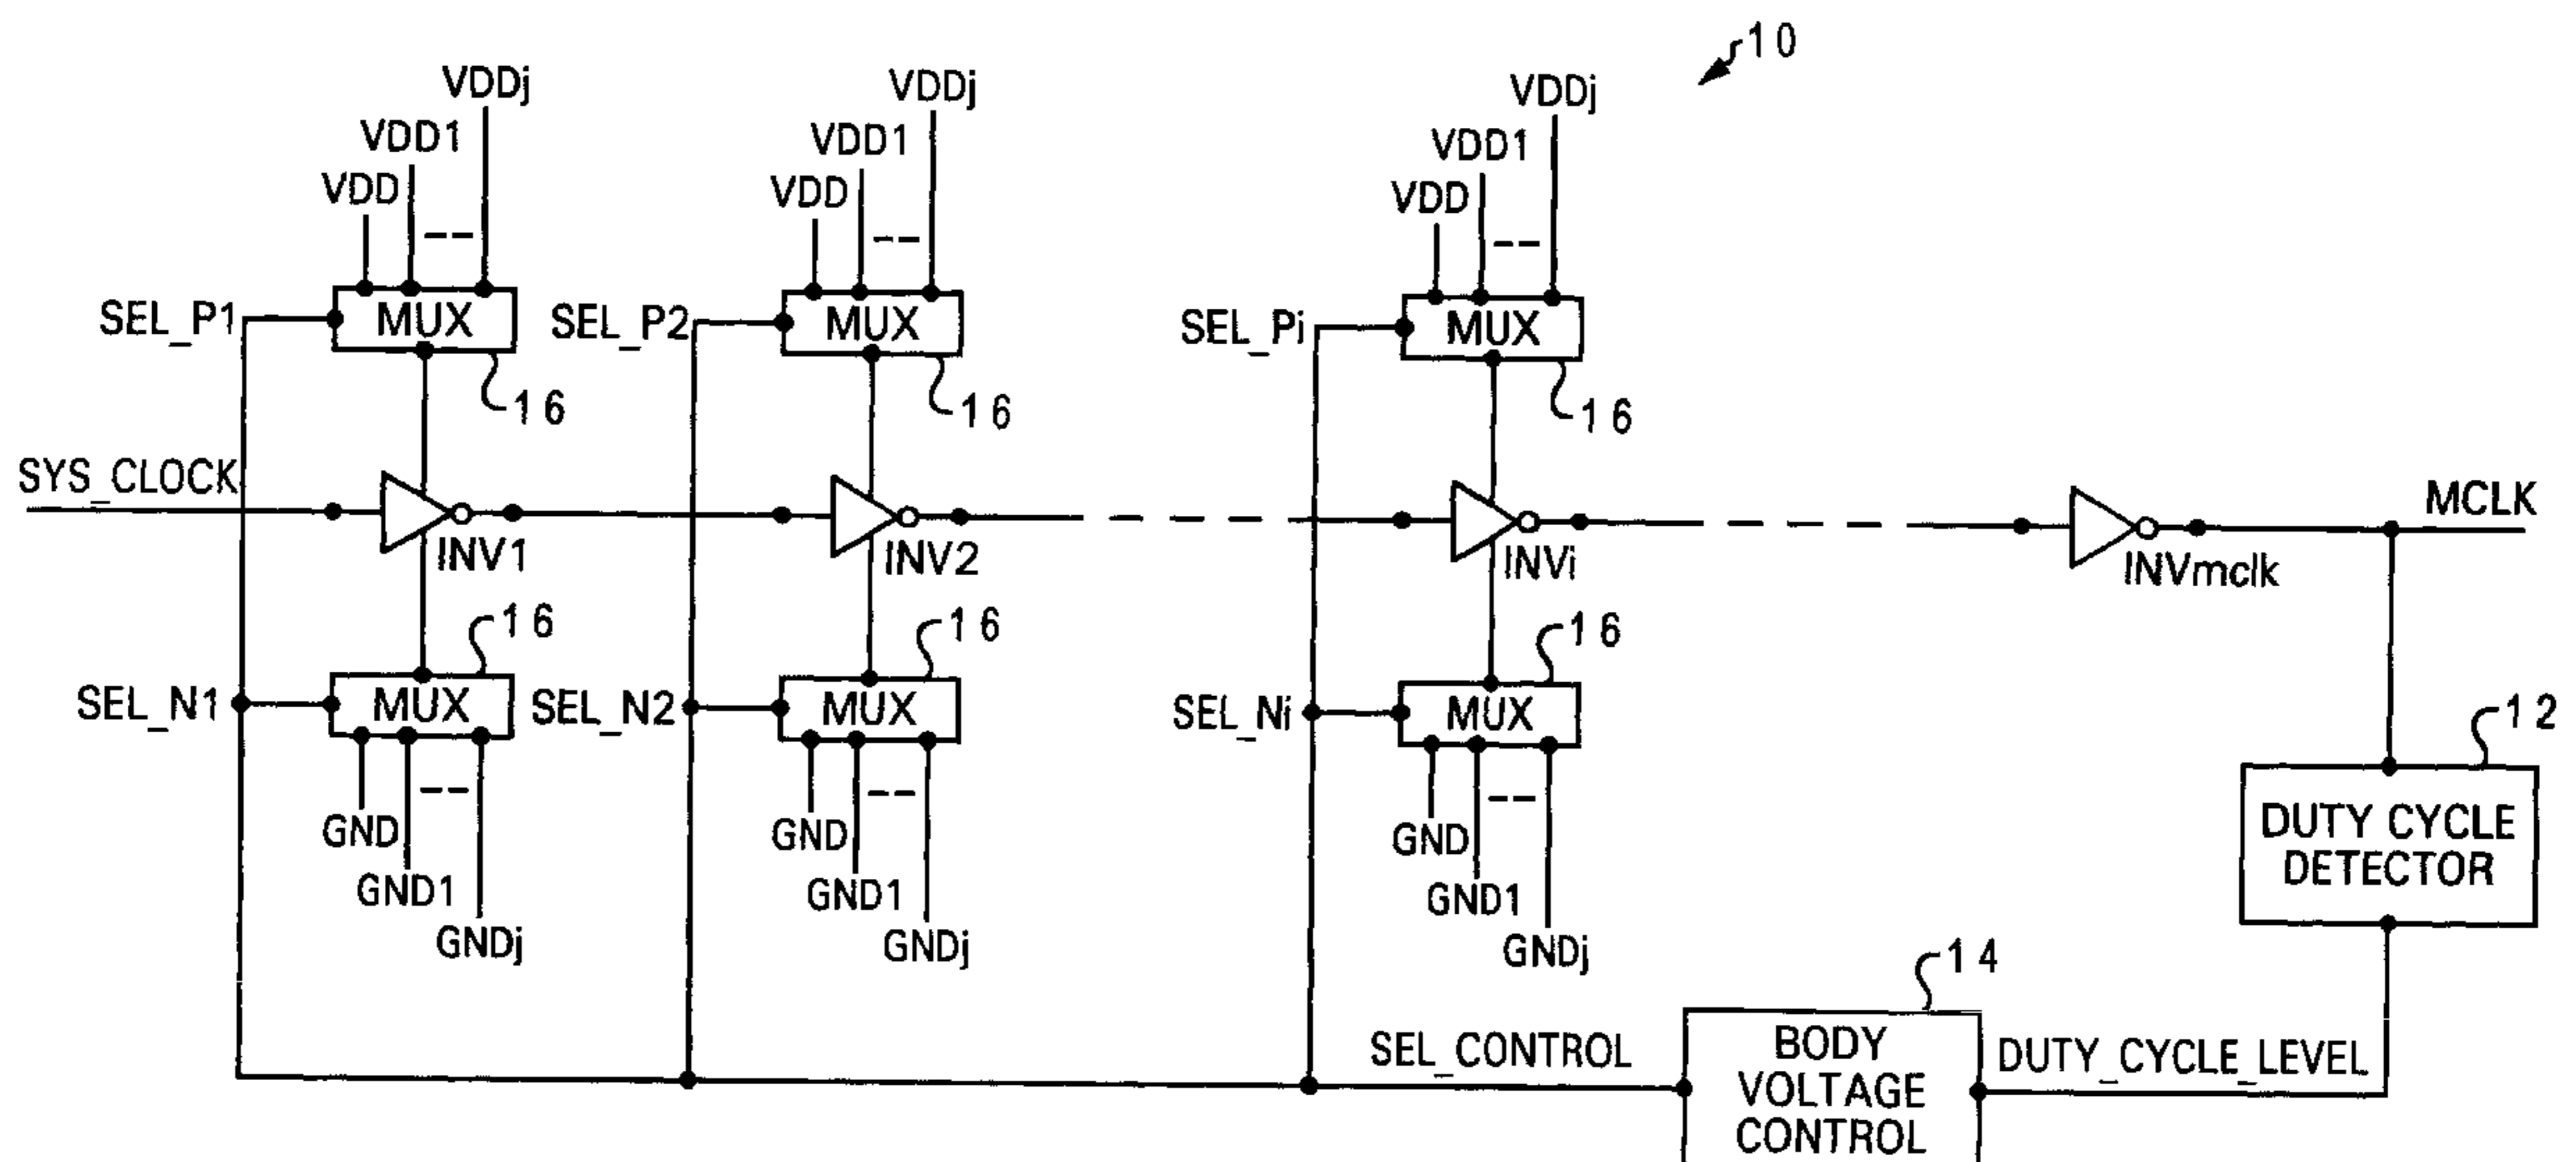 10
VDDj
VDD1
VDD
VDDj
VDD1
VDD
VDDj
VDD1
VDD
SEL_P1
MUX
SEL_P2
MUX
SEL_Pi
MUX
16
16
16
SYS_CLOCK
INV1
INV2
INVi
INVmclk
MCLK
16
16
16
SEL_N1
MUX
SEL_N2
MUX
SEL_Ni
MUX
12
GND
GND1
GNDj
GND
GND1
GNDj
GND
GND1
GNDj
DUTY CYCLE
DETECTOR
14
SEL_CONTROL
BODY
VOLTAGE
CONTROL
DUTY_CYCLE_LEVEL